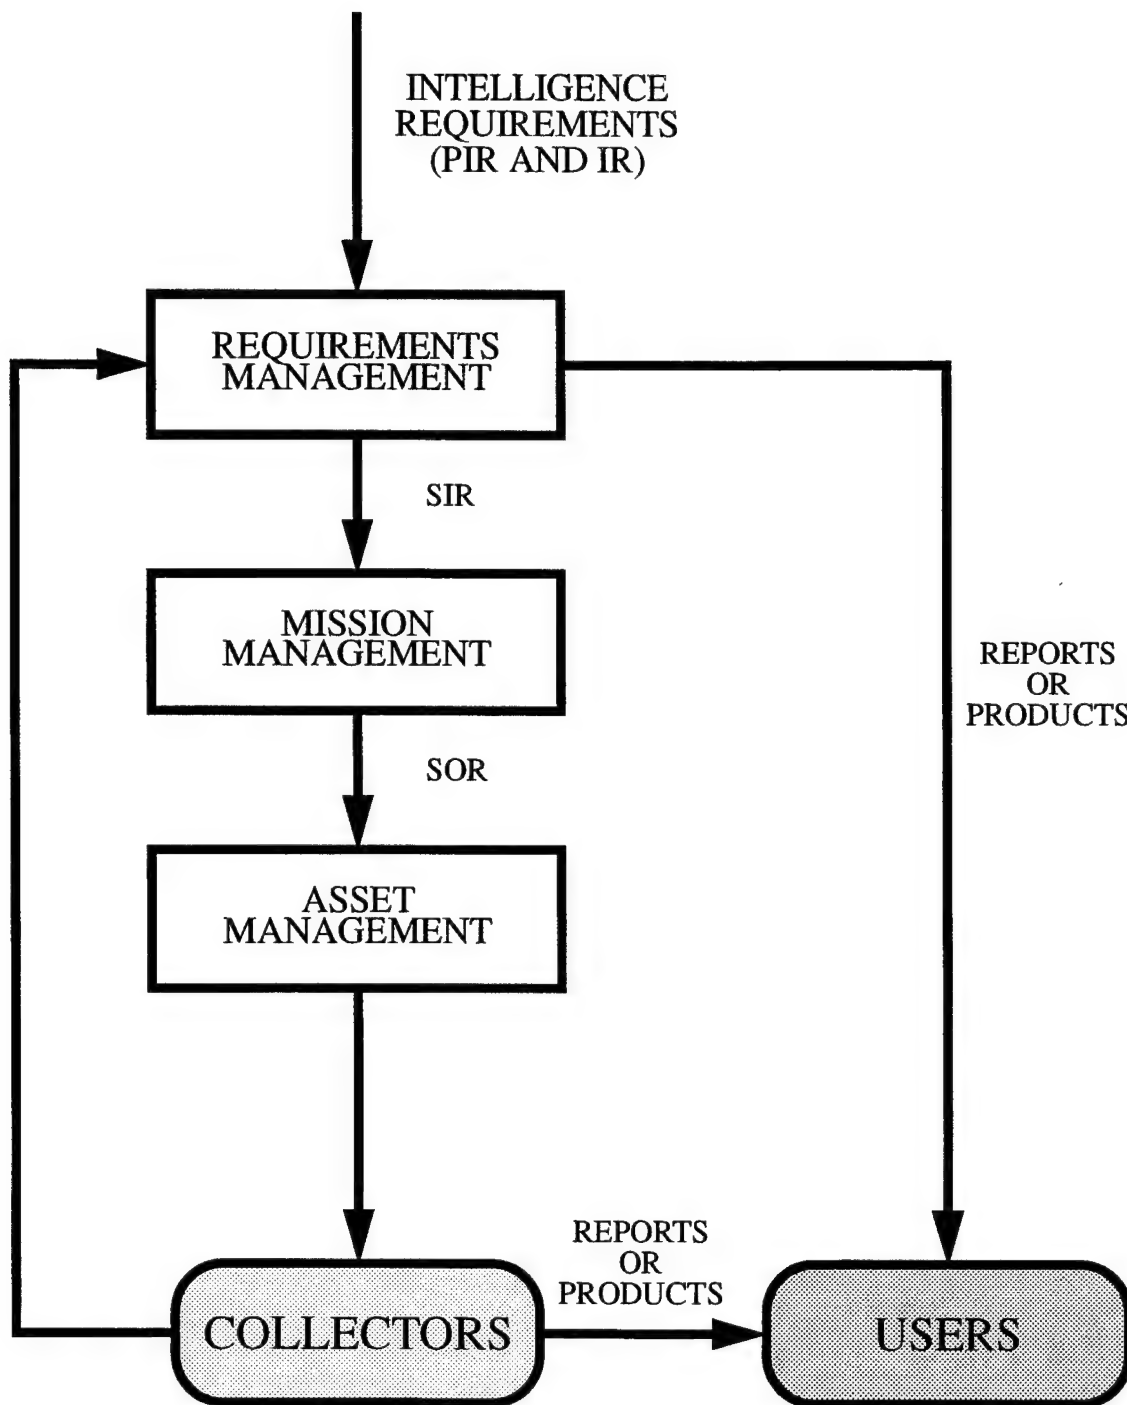 INTELLIGENCE
REQUIREMENTS
(PIR AND IR)
REQUIREMENTS
MANAGEMENT
SIR
MISSION
MANAGEMENT
REPORTS
OR
PRODUCTS
SOR
ASSET
MANAGEMENT
REPORTS
OR
PRODUCTS
COLLECTORS
USERS